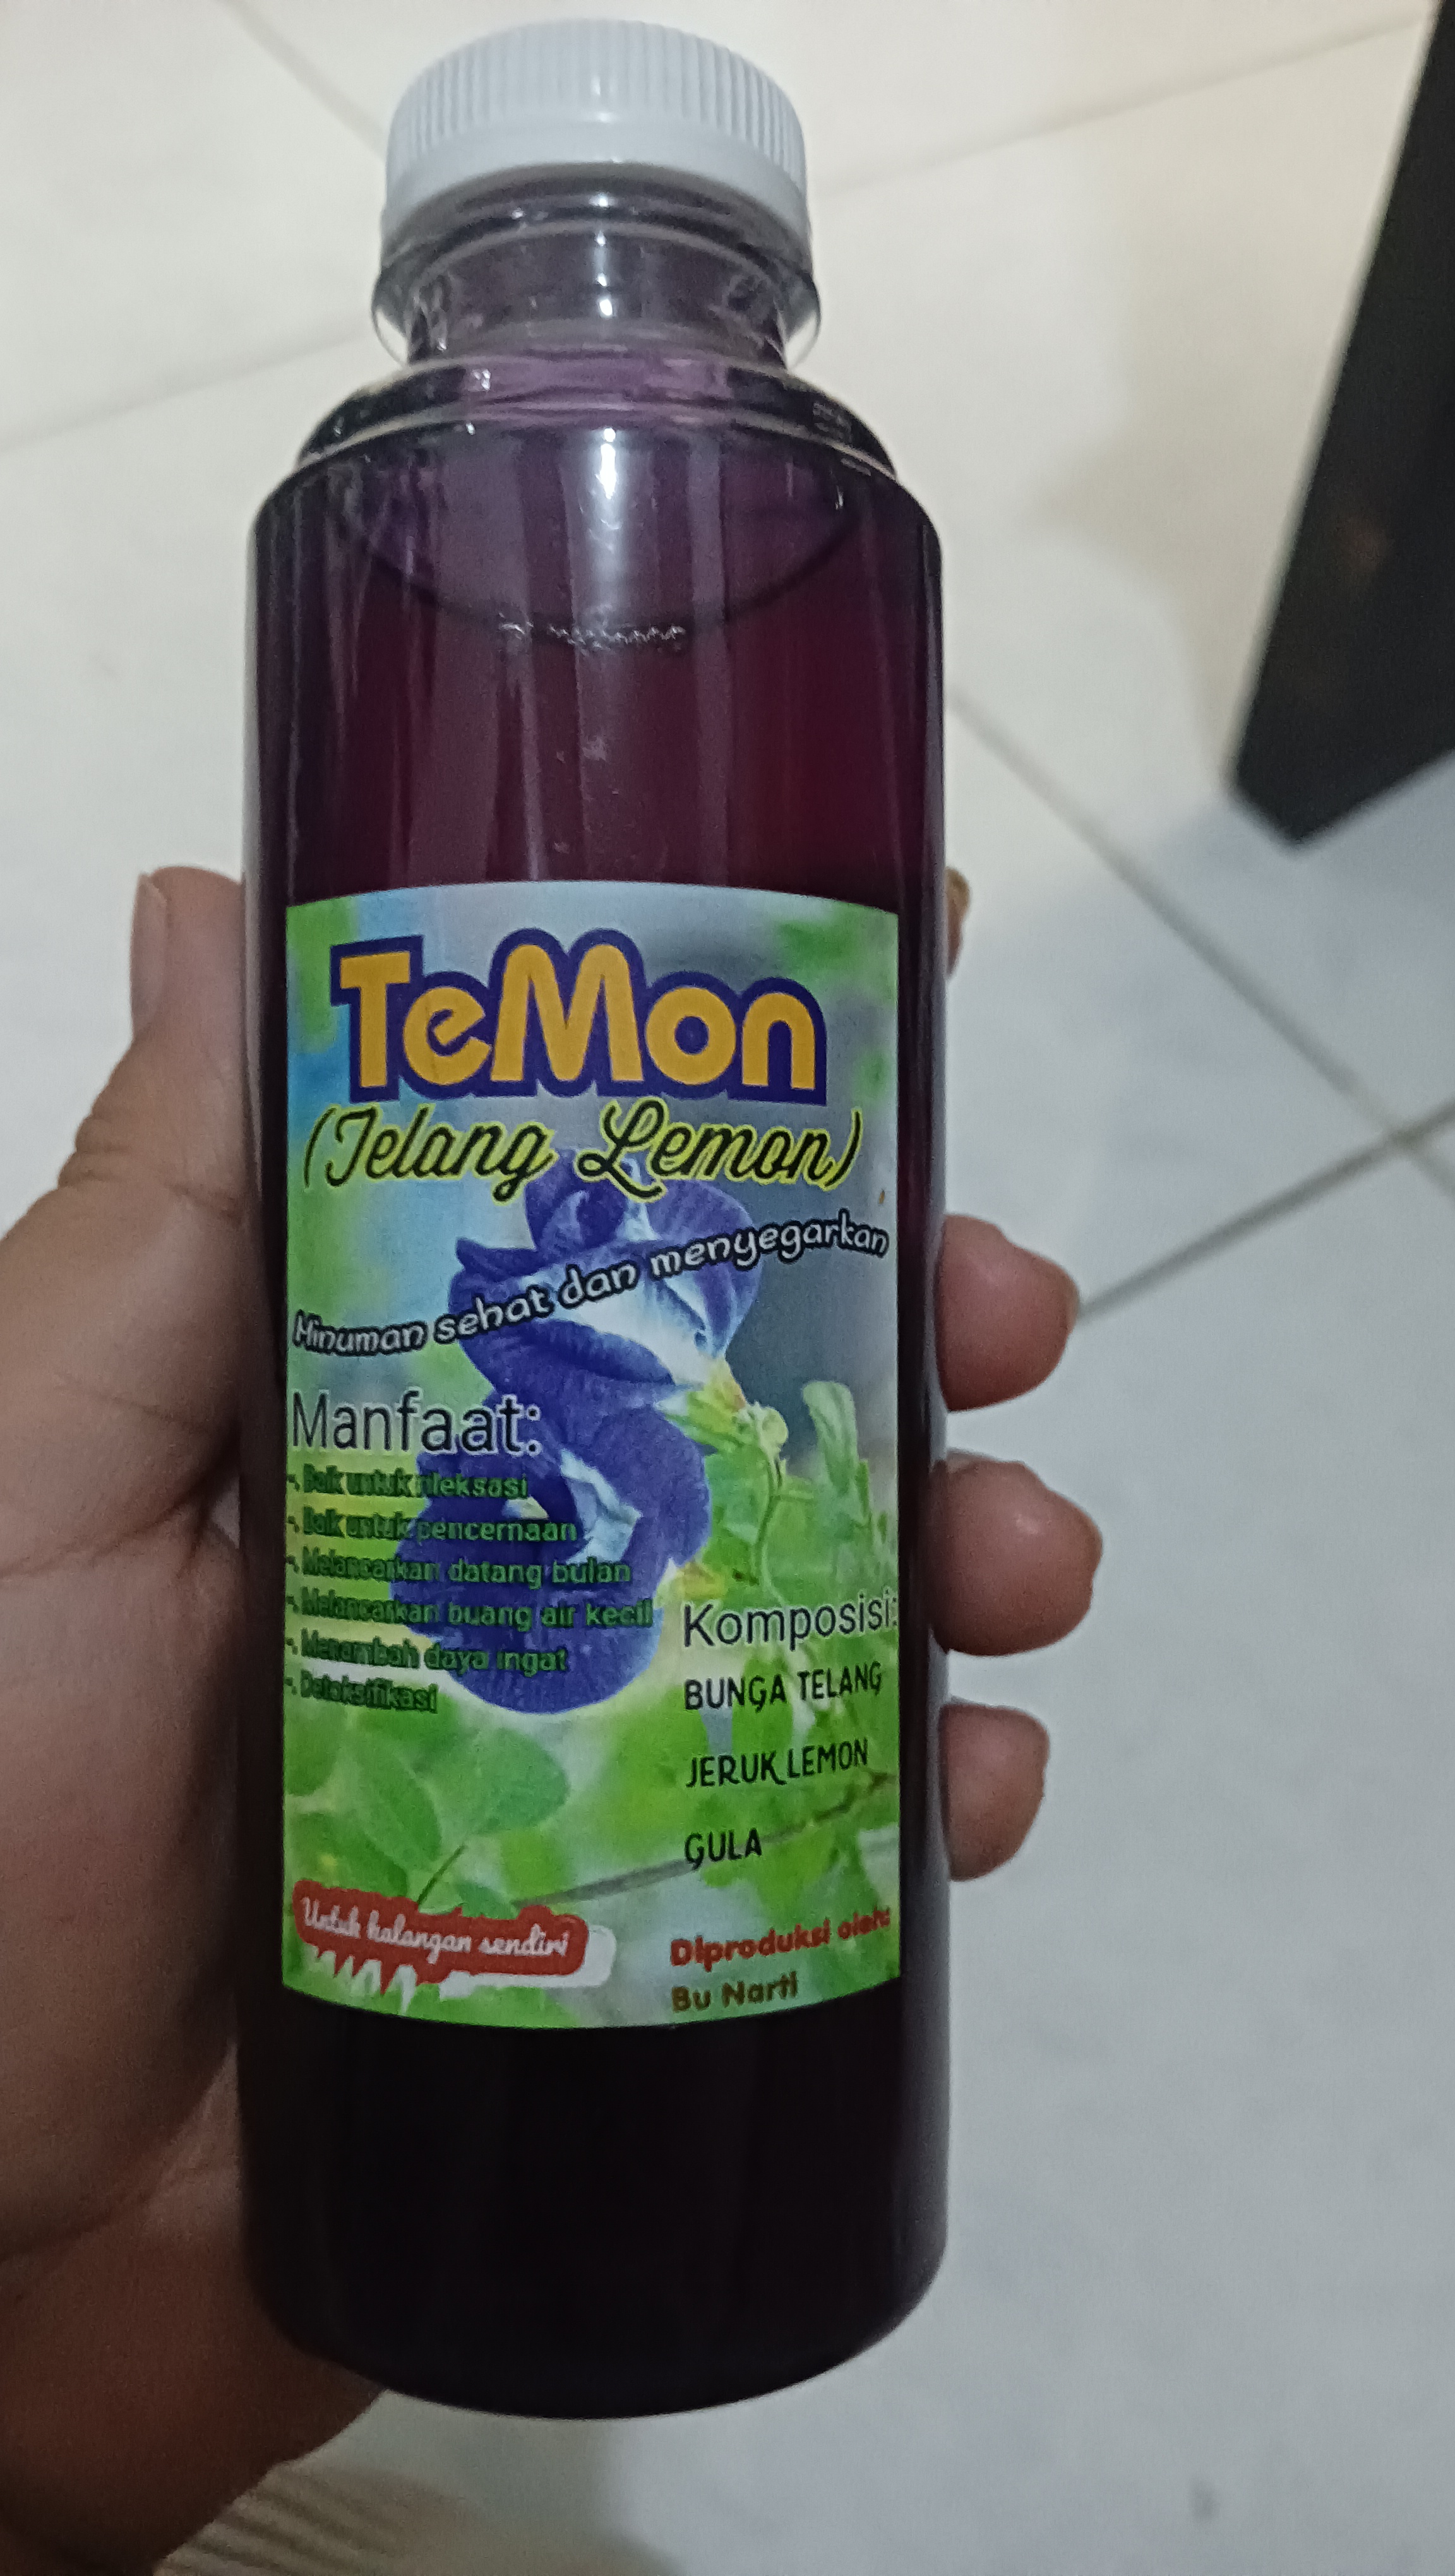 TeMon
(Telang Lemon)
Minuman sehat dan menyegarkan
Manfaat:
-. Baik untuk rileksasi
-. Baik untuk pencernaan
-. Melancarkan datang bulan
-. Melancarkan buang air kecil
-. Menambah daya ingat
-. Detoksifikasi
Komposisi:
BUNGA TELANG
JERUK LEMON
GULA
Untuk kalangan sendiri
Diproduksi oleh:
Bu Narti